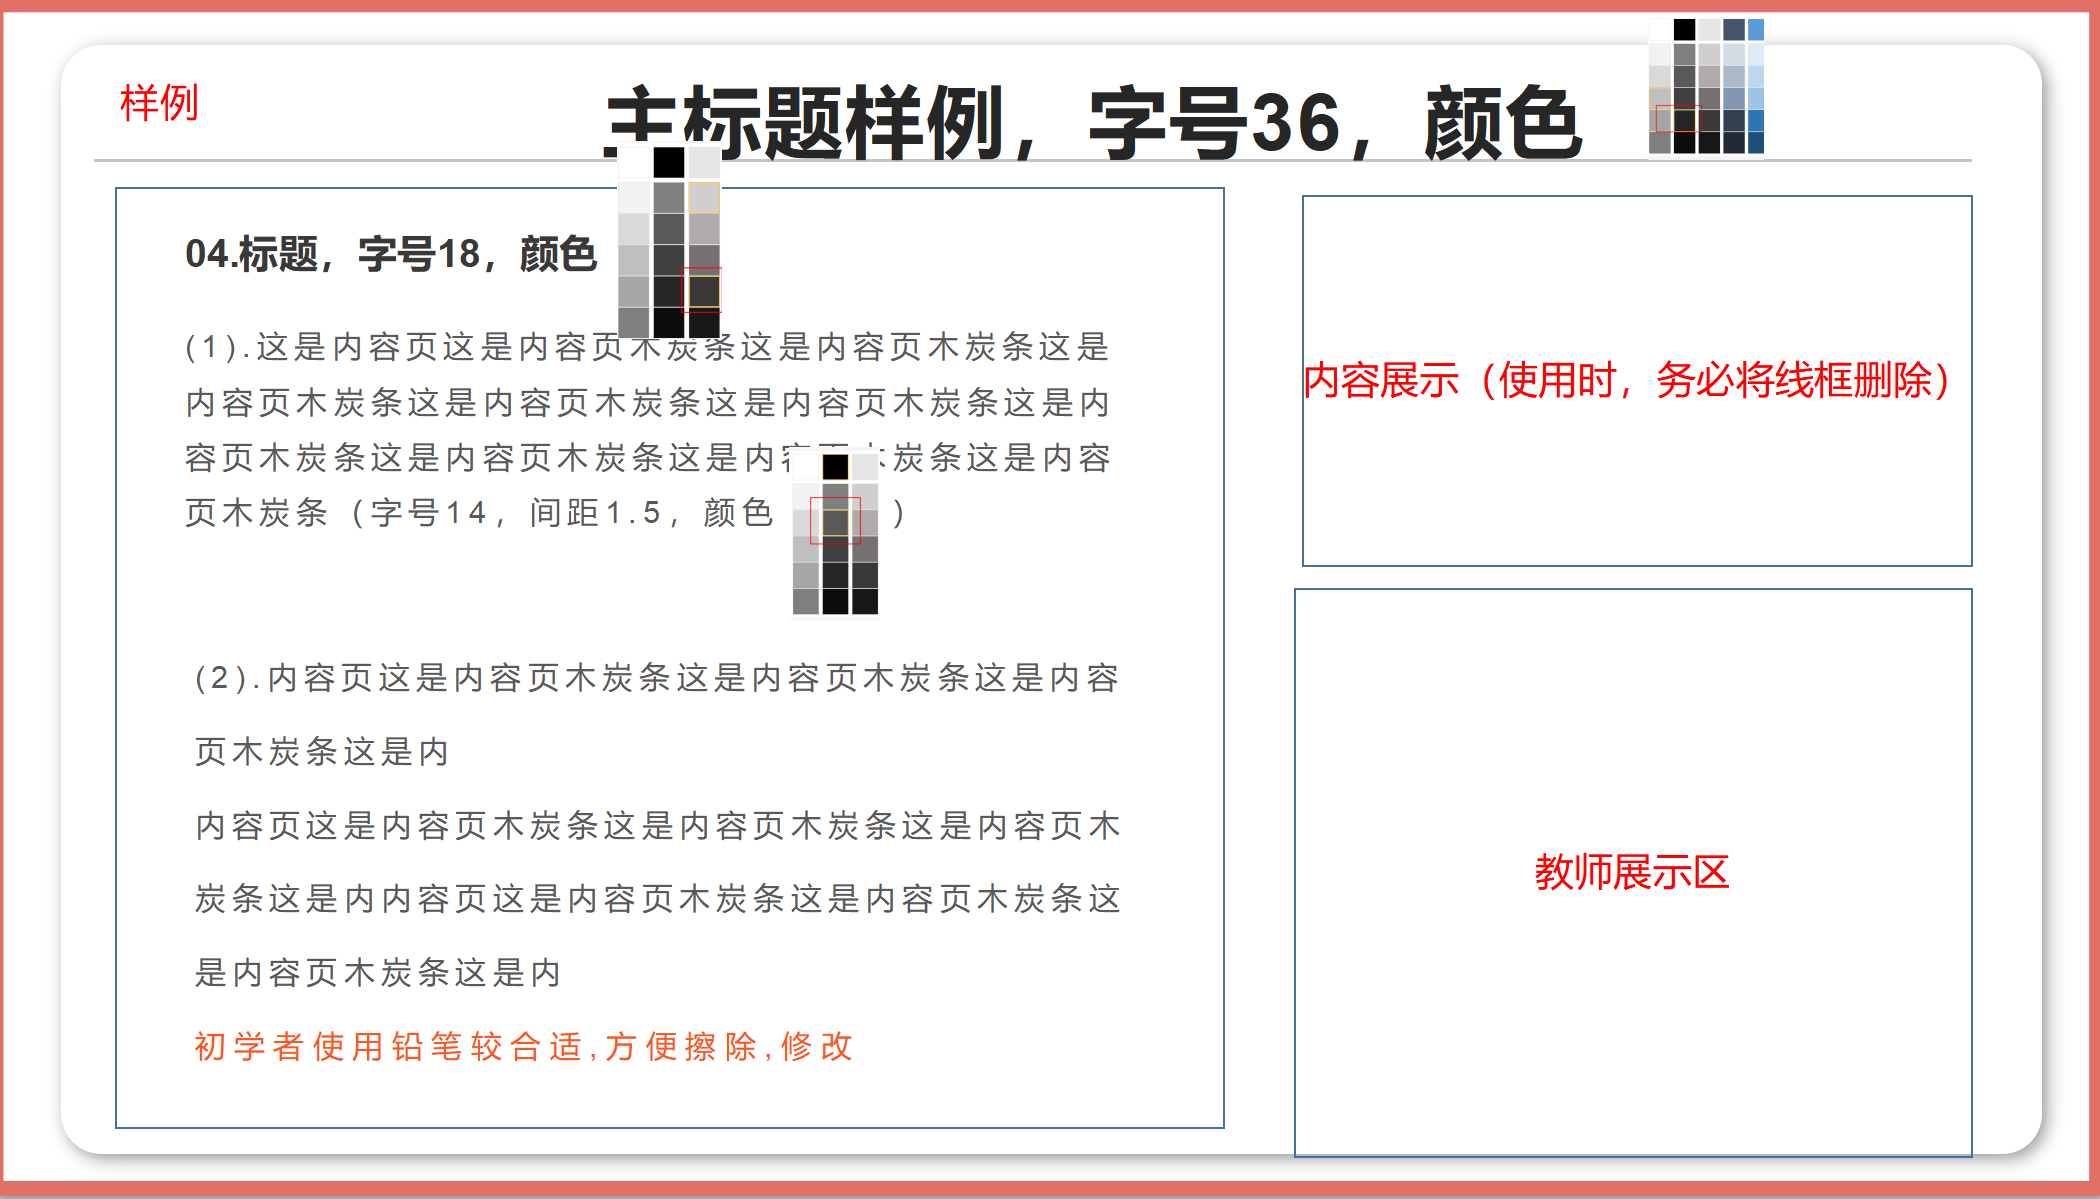 样例
主标题样例，字号36，颜色
04.标题，字号18，颜色
(1).这是内容页这是内容页木炭条这是内容页木炭条这是
内容页木炭条这是内容页木炭条这是内容页木炭条这是内
容页木炭条这是内容页木炭条这是内容页木炭条这是内容
页木炭条（字号14，间距1.5，颜色 ）
(2).内容页这是内容页木炭条这是内容页木炭条这是内容
页木炭条这是内
内容页这是内容页木炭条这是内容页木炭条这是内容页木
炭条这是内内容页这是内容页木炭条这是内容页木炭条这
是内容页木炭条这是内
初学者使用铅笔较合适,方便擦除,修改
内容展示（使用时，务必将线框删除）
教师展示区